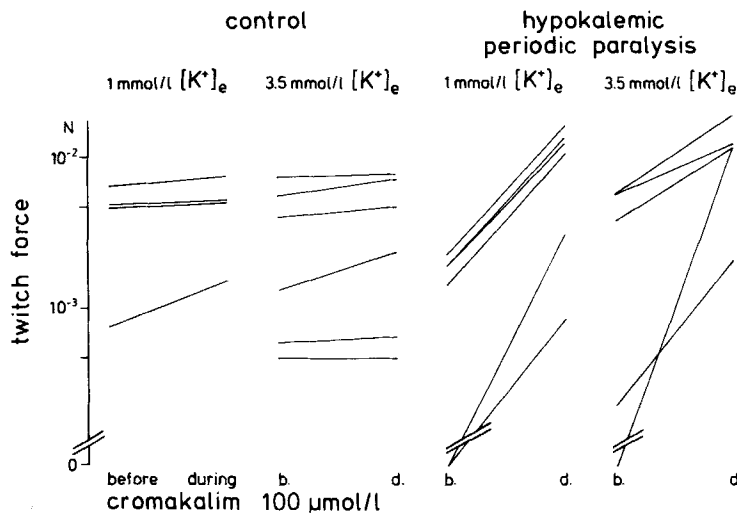 control
hypokalemic
periodic paralysis
1 mmol/l [K⁺]e
3.5 mmol/l [K⁺]e
1 mmol/l [K⁺]e
3.5 mmol/l [K⁺]e
N
10⁻²
10⁻³
0
twitch force
before during b. d. b. d. b. d.
cromakalim 100 µmol/l